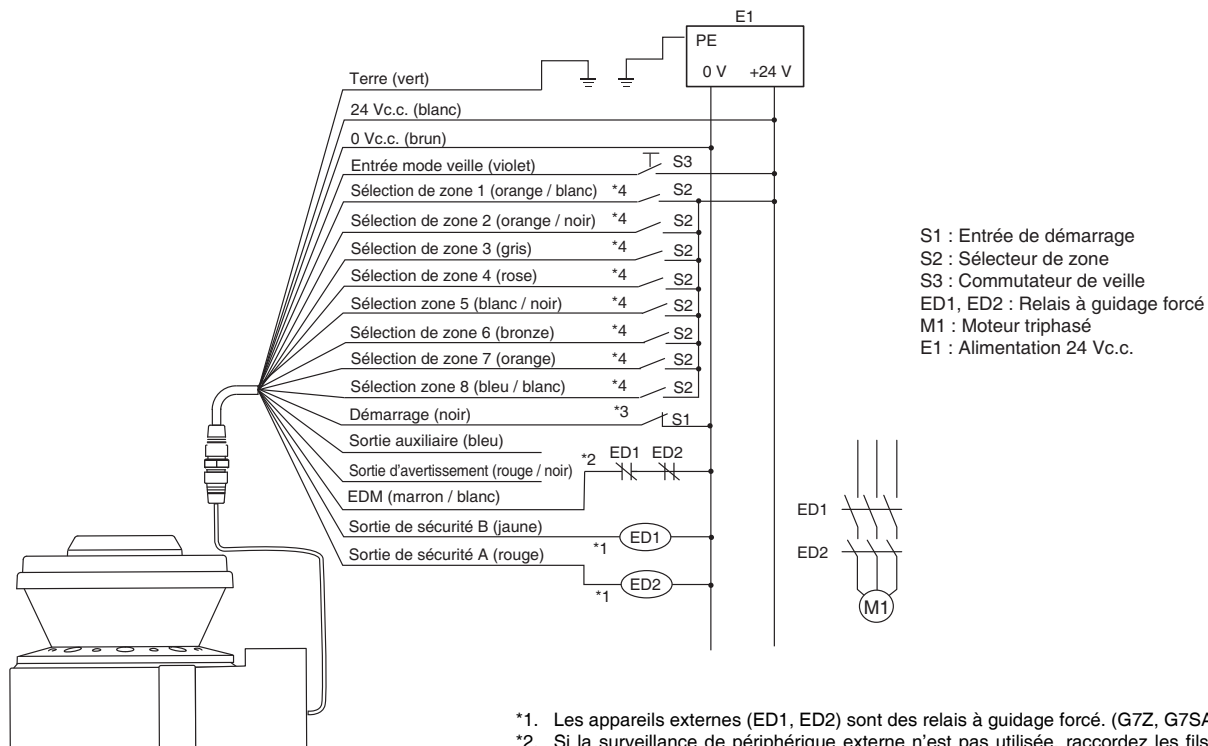 E1
PE
0 V +24 V
Terre (vert)
24 Vc.c. (blanc)
0 Vc.c. (brun)
Entrée mode veille (violet) S3
Sélection de zone 1 (orange / blanc) *4 S2
Sélection de zone 2 (orange / noir) *4 S2
Sélection de zone 3 (gris) *4 S2
Sélection de zone 4 (rose) *4 S2
Sélection zone 5 (blanc / noir) *4 S2
Sélection de zone 6 (bronze) *4 S2
Sélection de zone 7 (orange) *4 S2
Sélection zone 8 (bleu / blanc) *4 S2
Démarrage (noir) *3 S1
Sortie auxiliaire (bleu)
Sortie d'avertissement (rouge / noir) *2 ED1 ED2
EDM (marron / blanc)
Sortie de sécurité B (jaune) *1 ED1
Sortie de sécurité A (rouge) *1 ED2
S1 : Entrée de démarrage
S2 : Sélecteur de zone
S3 : Commutateur de veille
ED1, ED2 : Relais à guidage forcé
M1 : Moteur triphasé
E1 : Alimentation 24 Vc.c.
ED1
ED2
M1
*1. Les appareils externes (ED1, ED2) sont des relais à guidage forcé. (G7Z, G7SA
*2. Si la surveillance de périphérique externe n'est pas utilisée, raccordez les fils